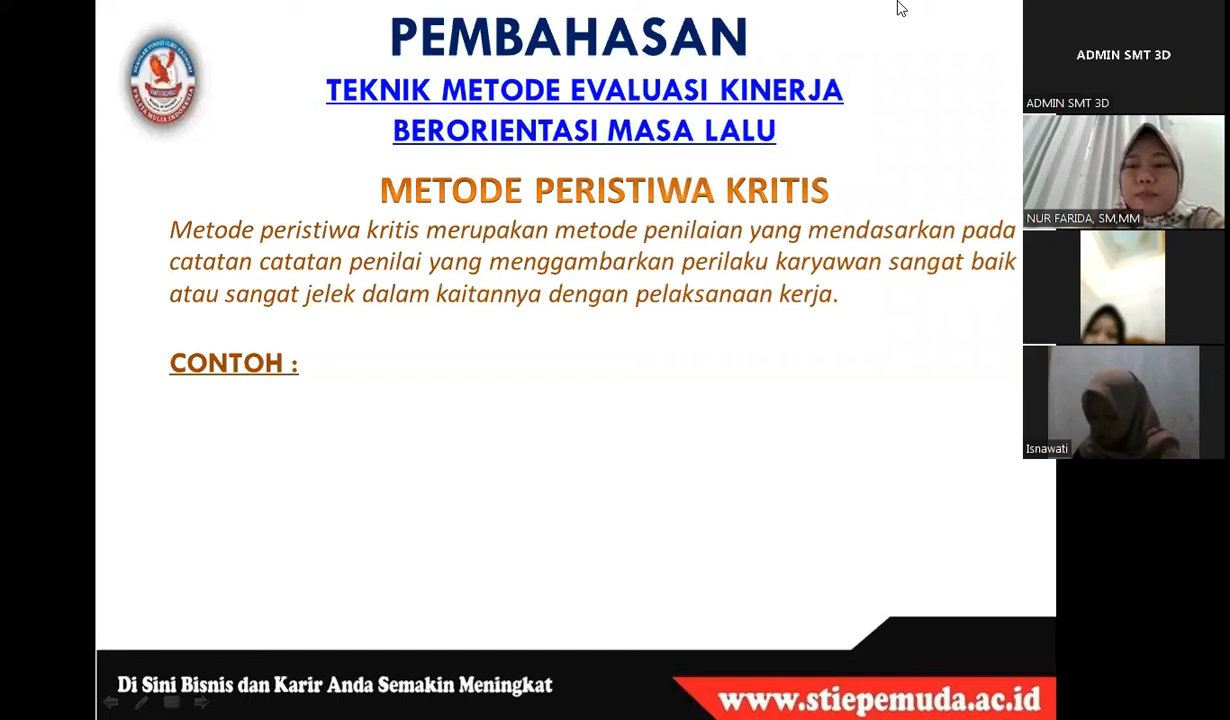 PEMBAHASAN
TEKNIK METODE EVALUASI KINERJA
BERORIENTASI MASA LALU
METODE PERISTIWA KRITIS
Metode peristiwa kritis merupakan metode penilaian yang mendasarkan pada
catatan catatan penilai yang menggambarkan perilaku karyawan sangat baik
atau sangat jelek dalam kaitannya dengan pelaksanaan kerja.
CONTOH :
Di Sini Bisnis dan Karir Anda Semakin Meningkat
www.stiepemuda.ac.id
ADMIN SMT 3D
ADMIN SMT 3D
NUR FARIDA, SM,MM
Isnawati